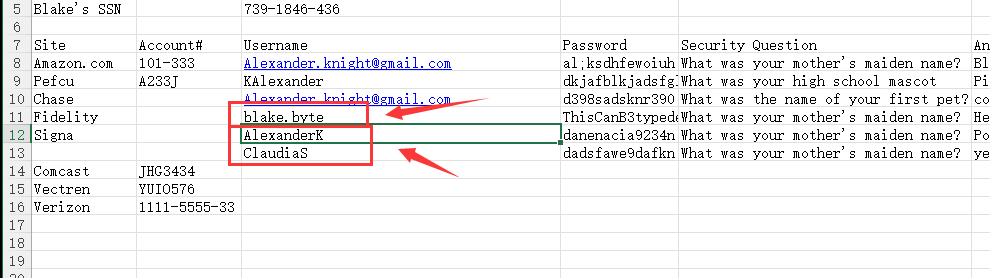 5 Blake's SSN 739-1846-436
6
7 Site Account# Username Password Security Question An
8 Amazon.com 101-333 Alexander.knight@gmail.com al;ksdhfewoiuh What was your mother's maiden name? Bl
9 Pefcu A233J KAlexander dkjafblkjadsfg What was your high school mascot Pi
10 Chase Alexander.knight@gmail.com d398sadsknr390 What was the name of your first pet? co
11 Fidelity blake.byte ThisCanB3typede What was your mother's maiden name? He
12 Signa AlexanderK danenacia9234n What was your mother's maiden name? Po
13 ClaudiaS dadsfawe9dafkn What was your mother's maiden name? ye
14 Comcast JHG3434
15 Vectren YUIO576
16 Verizon 1111-5555-33
17
18
19